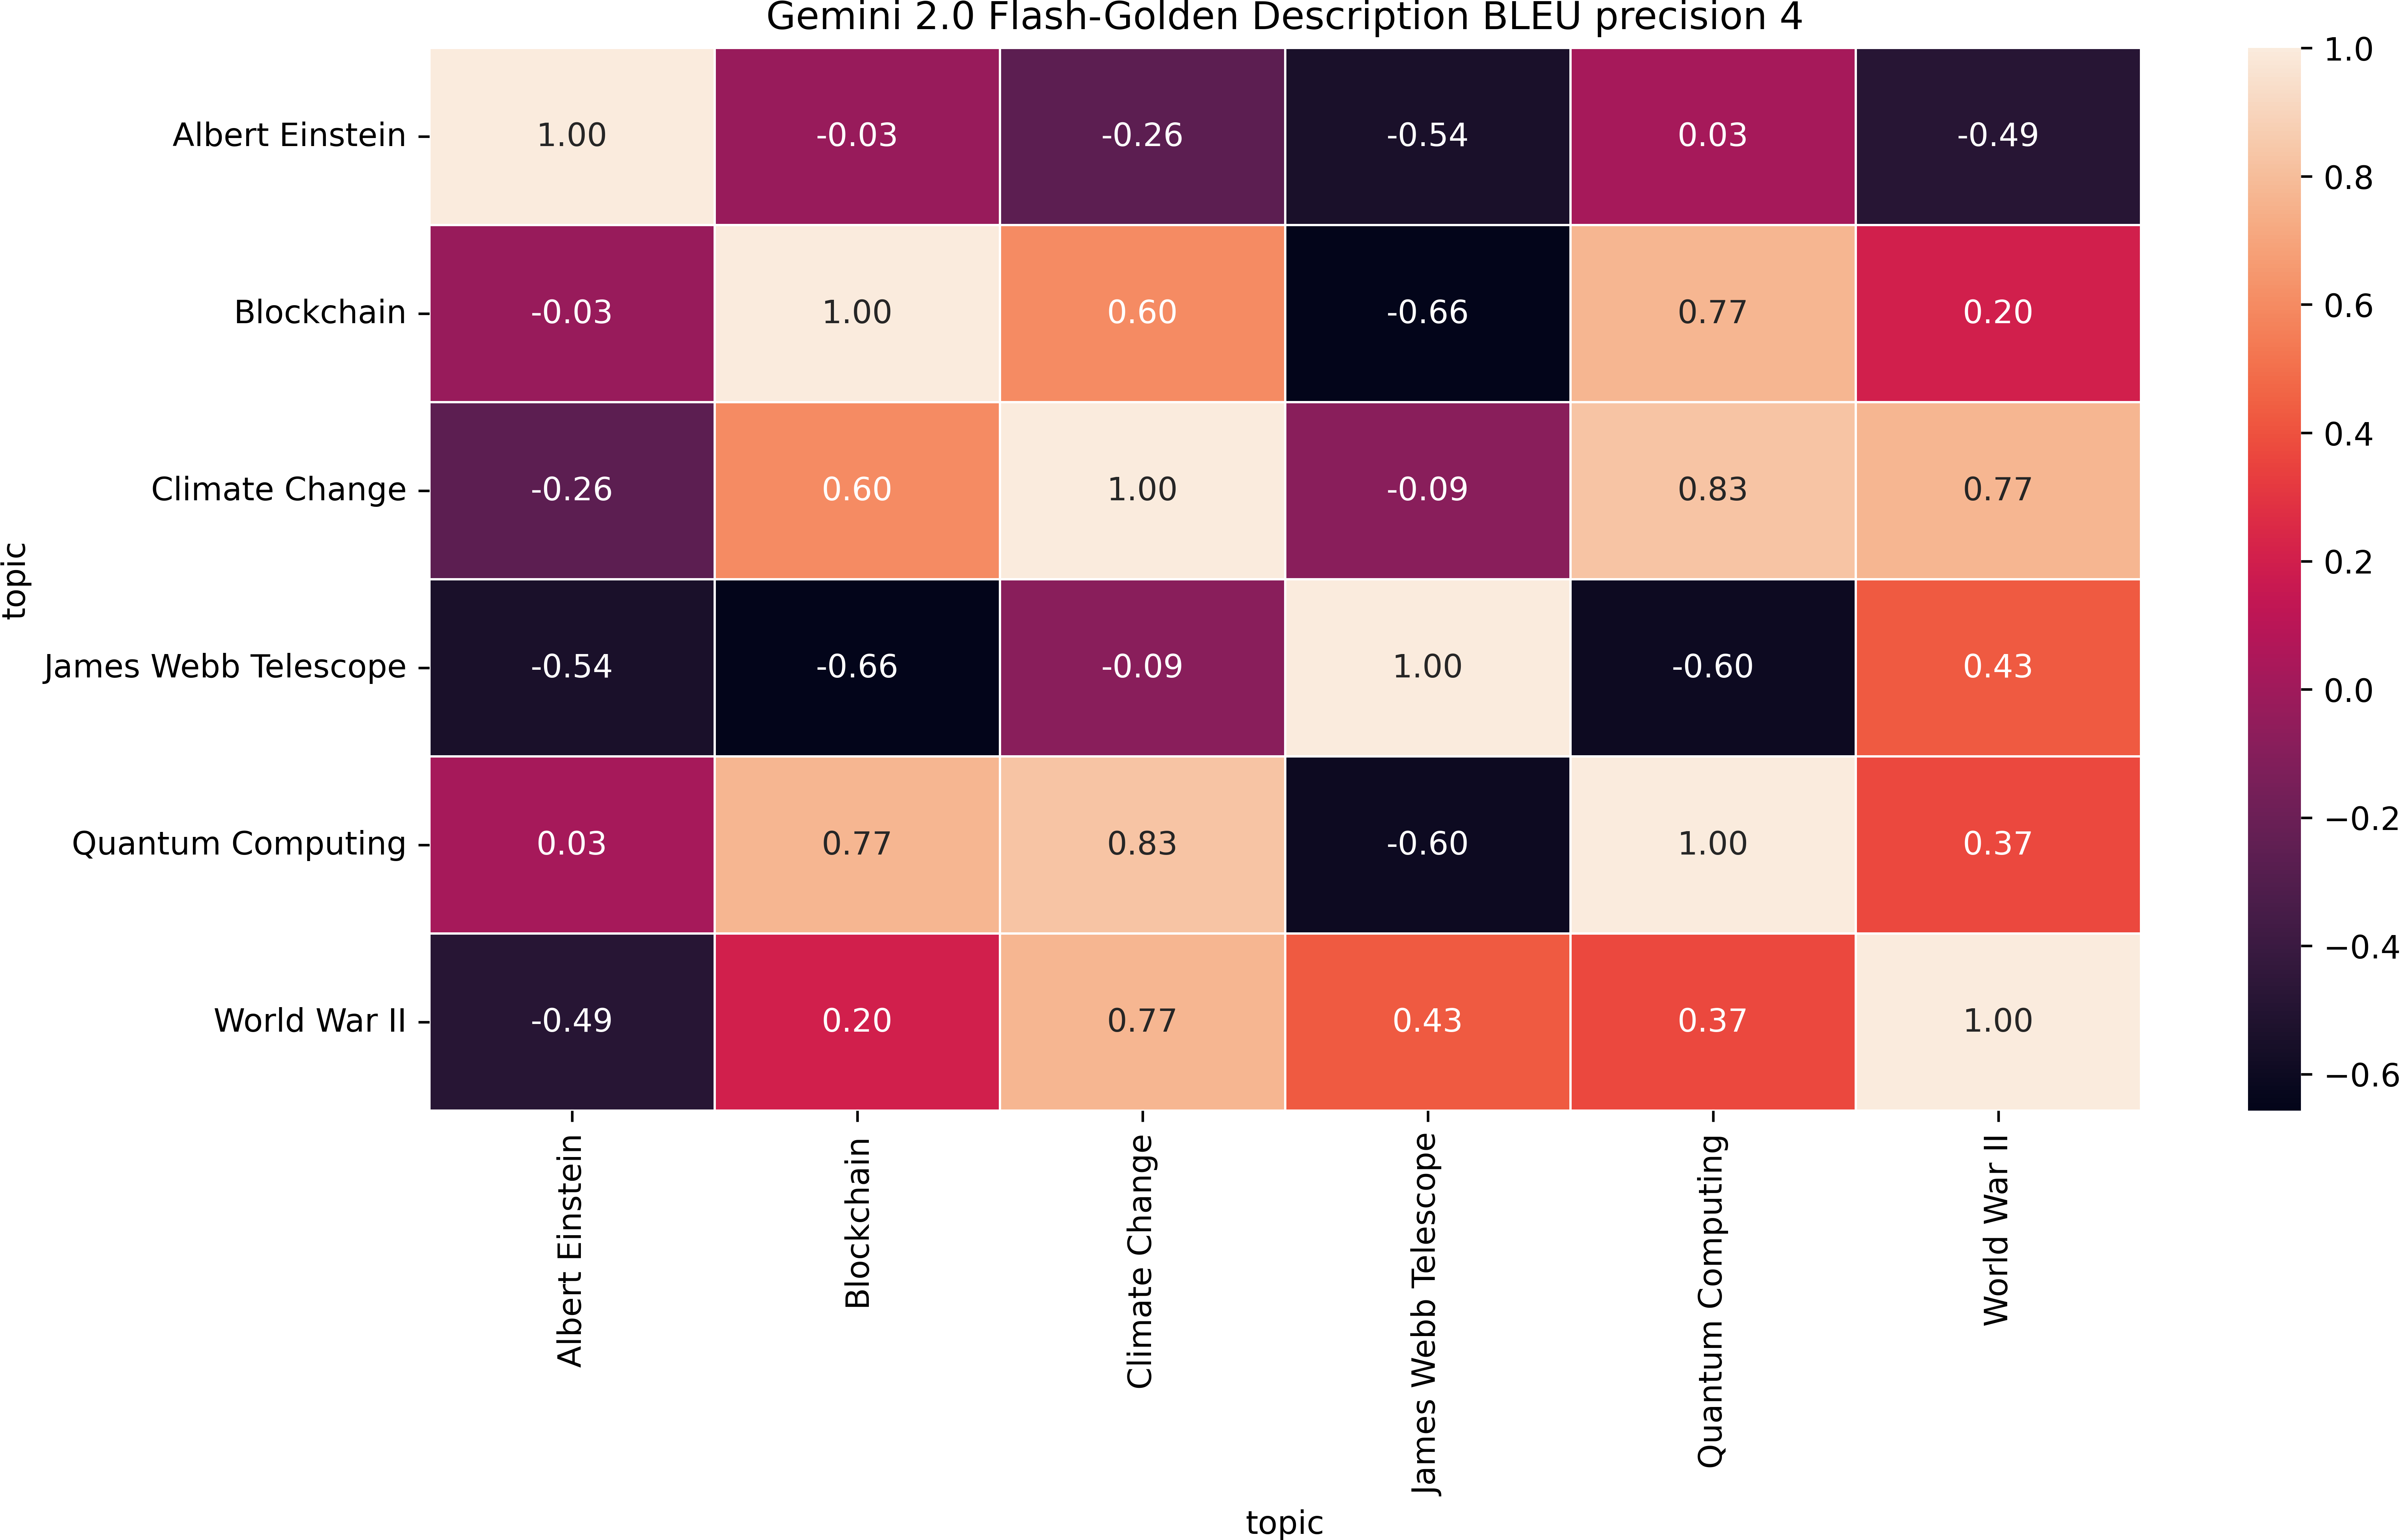 Gemini 2.0 Flash-Golden Description BLEU precision 4
topic
Albert Einstein 1.00 -0.03 -0.26 -0.54 0.03 -0.49
Blockchain -0.03 1.00 0.60 -0.66 0.77 0.20
Climate Change -0.26 0.60 1.00 -0.09 0.83 0.77
James Webb Telescope -0.54 -0.66 -0.09 1.00 -0.60 0.43
Quantum Computing 0.03 0.77 0.83 -0.60 1.00 0.37
World War II -0.49 0.20 0.77 0.43 0.37 1.00
Albert Einstein
Blockchain
Climate Change
James Webb Telescope
Quantum Computing
World War II
topic
1.0
0.8
0.6
0.4
0.2
0.0
−0.2
−0.4
−0.6